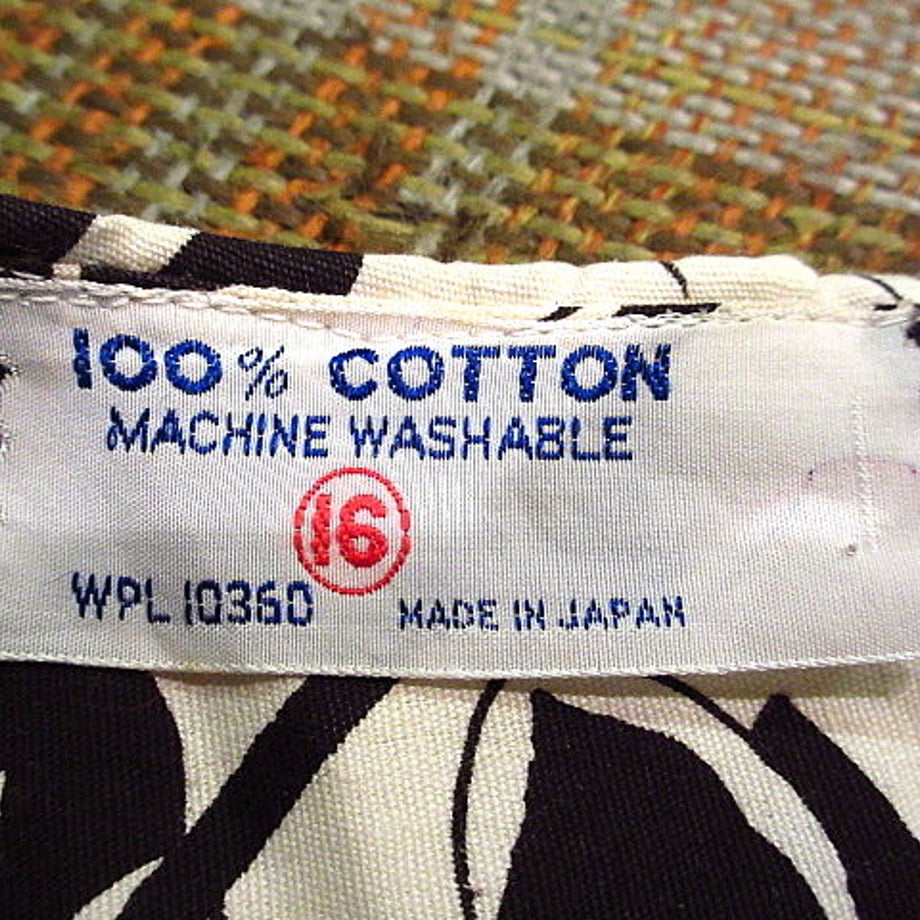 100% COTTON
MACHINE WASHABLE
16
WPL 10360 MADE IN JAPAN